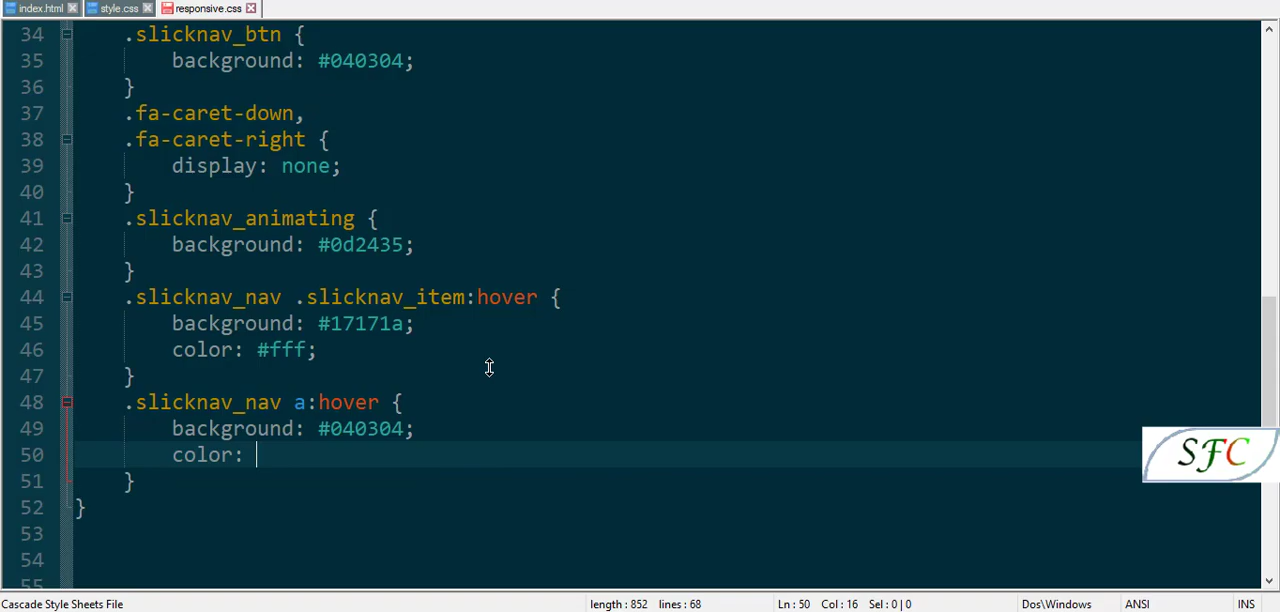 index.html style.css responsive.css
34 .slicknav_btn {
35 background: #040304;
36 }
37 .fa-caret-down,
38 .fa-caret-right {
39 display: none;
40 }
41 .slicknav_animating {
42 background: #0d2435;
43 }
44 .slicknav_nav .slicknav_item:hover {
45 background: #17171a;
46 color: #fff;
47 }
48 .slicknav_nav a:hover {
49 background: #040304;
50 color:
51 }
52 }
53
54
55
SFC
Cascade Style Sheets File length : 852 lines : 68 Ln : 50 Col : 16 Sel : 0 | 0 Dos\Windows ANSI INS